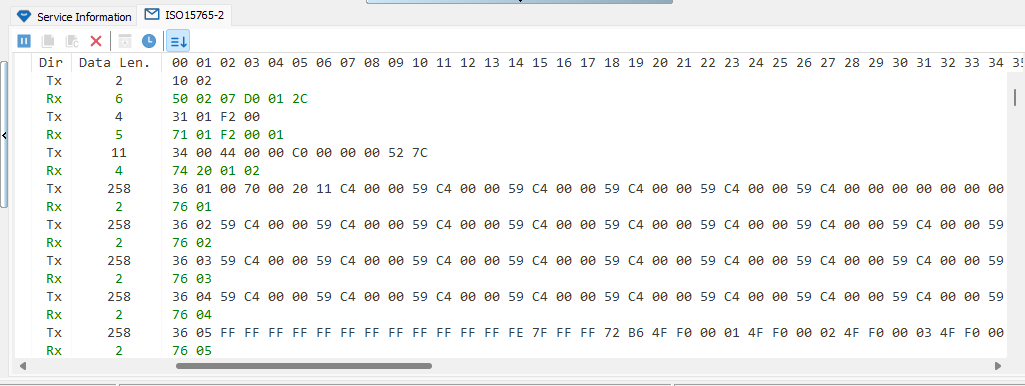 Service Information ISO15765-2
Dir Data Len. 00 01 02 03 04 05 06 07 08 09 10 11 12 13 14 15 16 17 18 19 20 21 22 23 24 25 26 27 28 29 30 31 32 33 34 35
Tx 2 10 02
Rx 6 50 02 07 D0 01 2C
Tx 4 31 01 F2 00
Rx 5 71 01 F2 00 01
Tx 11 34 00 44 00 00 C0 00 00 00 52 7C
Rx 4 74 20 01 02
Tx 258 36 01 00 70 00 20 11 C4 00 00 59 C4 00 00 59 C4 00 00 59 C4 00 00 59 C4 00 00 59 C4 00 00 00 00 00 00 00
Rx 2 76 01
Tx 258 36 02 59 C4 00 00 59 C4 00 00 59 C4 00 00 59 C4 00 00 59 C4 00 00 59 C4 00 00 59 C4 00 00 59 C4 00 00 59
Rx 2 76 02
Tx 258 36 03 59 C4 00 00 59 C4 00 00 59 C4 00 00 59 C4 00 00 59 C4 00 00 59 C4 00 00 59 C4 00 00 59 C4 00 00 59
Rx 2 76 03
Tx 258 36 04 59 C4 00 00 59 C4 00 00 59 C4 00 00 59 C4 00 00 59 C4 00 00 59 C4 00 00 59 C4 00 00 59 C4 00 00 59
Rx 2 76 04
Tx 258 36 05 FF FF FF FF FF FF FF FF FF FF FF FF FE 7F FF FF 72 B6 4F F0 00 01 4F F0 00 02 4F F0 00 03 4F F0 00
Rx 2 76 05